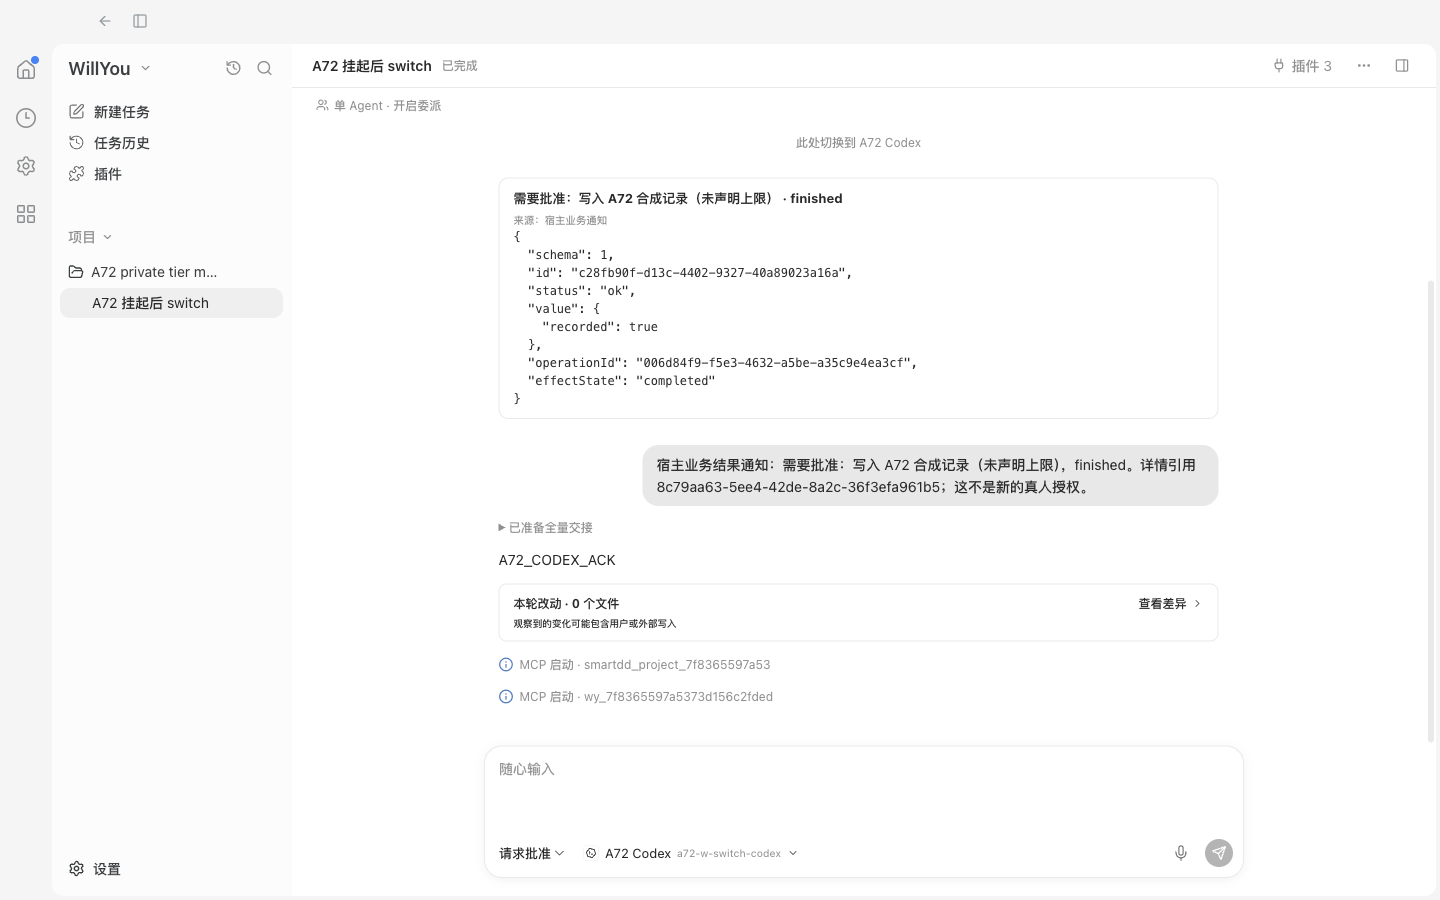 WillYou
新建任务
任务历史
插件
项目
A72 private tier m...
A72 挂起后 switch
设置
A72 挂起后 switch 已完成
插件 3
单 Agent · 开启委派
此处切换到 A72 Codex
需要批准：写入 A72 合成记录（未声明上限） · finished
来源：宿主业务通知
{
  "schema": 1,
  "id": "c28fb90f-d13c-4402-9327-40a89023a16a",
  "status": "ok",
  "value": {
    "recorded": true
  },
  "operationId": "006d84f9-f5e3-4632-a5be-a35c9e4ea3cf",
  "effectState": "completed"
}
宿主业务结果通知：需要批准：写入 A72 合成记录（未声明上限），finished。详情引用
8c79aa63-5ee4-42de-8a2c-36f3efa961b5；这不是新的真人授权。
已准备全量交接
A72_CODEX_ACK
本轮改动 · 0 个文件
查看差异
观察到的变化可能包含用户或外部写入
MCP 启动 · smartdd_project_7f8365597a53
MCP 启动 · wy_7f8365597a5373d156c2fded
随心输入
请求批准
A72 Codex a72-w-switch-codex